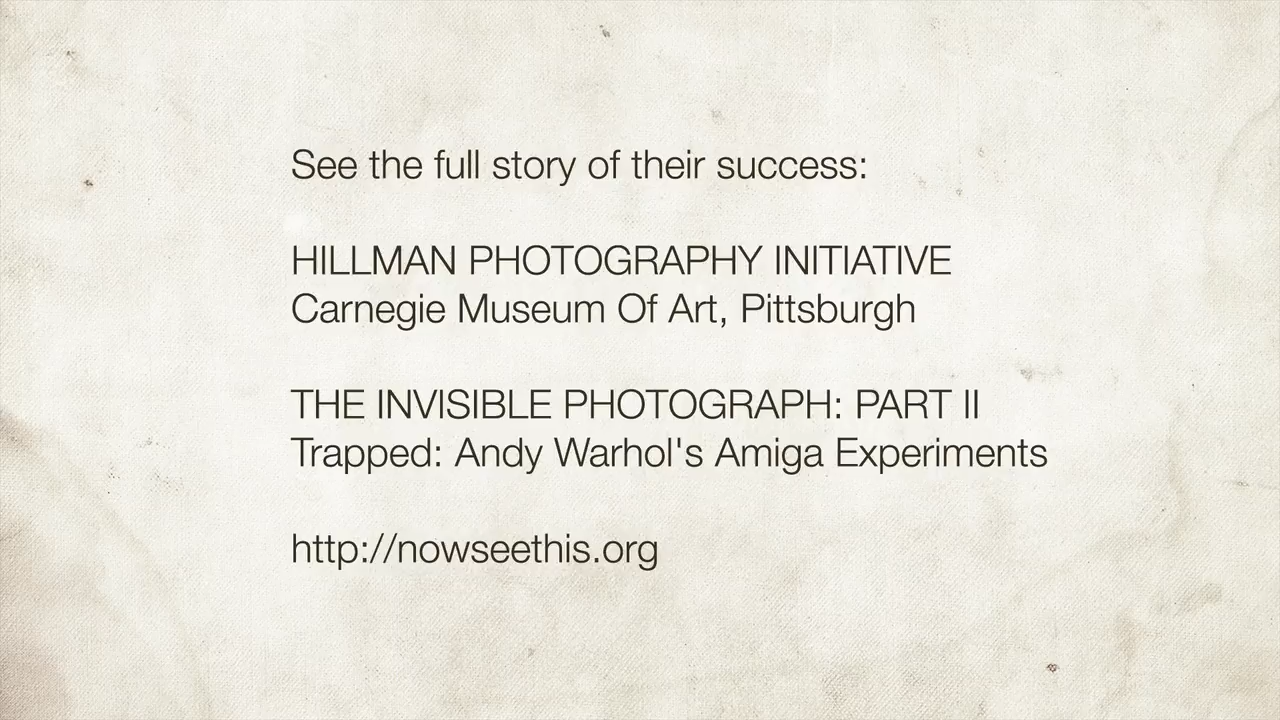 See the full story of their success:
HILLMAN PHOTOGRAPHY INITIATIVE
Carnegie Museum Of Art, Pittsburgh
THE INVISIBLE PHOTOGRAPH: PART II
Trapped: Andy Warhol's Amiga Experiments
http://nowseethis.org